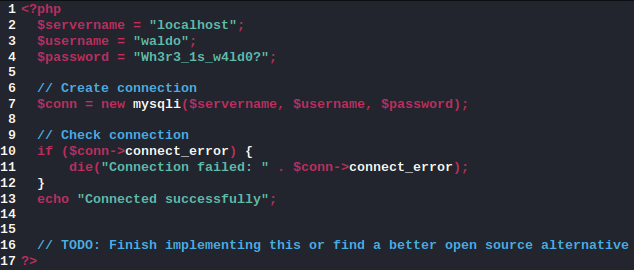 1 <?php
2   $servername = "localhost";
3   $username = "waldo";
4   $password = "Wh3r3_1s_w4ld0?";
5
6   // Create connection
7   $conn = new mysqli($servername, $username, $password);
8
9   // Check connection
10   if ($conn->connect_error) {
11       die("Connection failed: " . $conn->connect_error);
12   }
13   echo "Connected successfully";
14
15
16   // TODO: Finish implementing this or find a better open source alternative
17 ?>